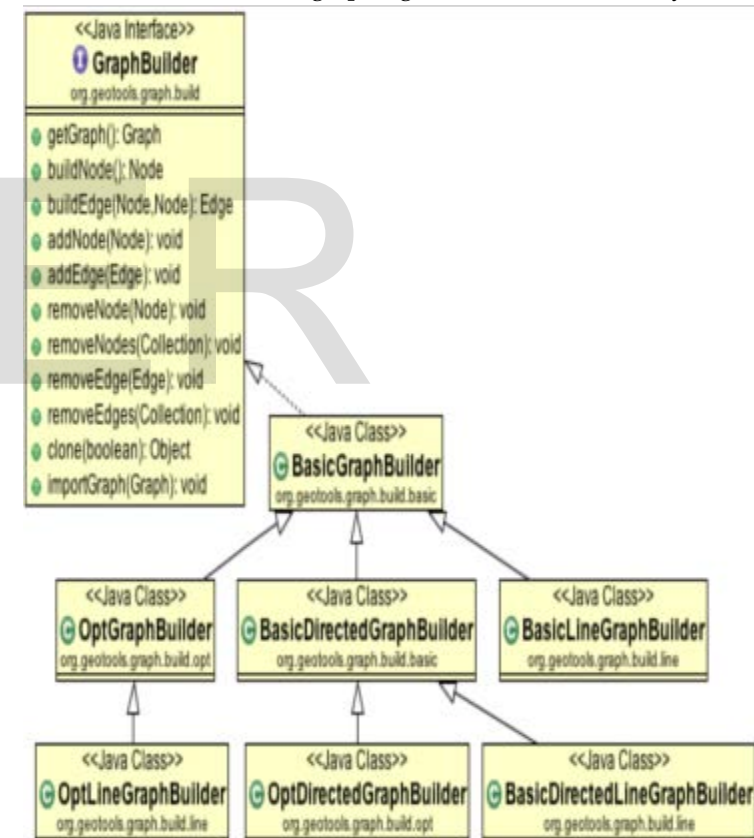 <<Java Interface>>
GraphBuilder
org.geotools.graph.build
getGraph(): Graph
buildNode(): Node
buildEdge(Node,Node): Edge
addNode(Node): void
addEdge(Edge): void
removeNode(Node): void
removeNodes(Collection): void
removeEdge(Edge): void
removeEdges(Collection): void
clone(boolean): Object
importGraph(Graph): void
<<Java Class>>
BasicGraphBuilder
org.geotools.graph.build.basic
<<Java Class>>
OptGraphBuilder
org.geotools.graph.build.opt
<<Java Class>>
BasicDirectedGraphBuilder
org.geotools.graph.build.basic
<<Java Class>>
BasicLineGraphBuilder
org.geotools.graph.build.line
<<Java Class>>
OptLineGraphBuilder
org.geotools.graph.build.line
<<Java Class>>
OptDirectedGraphBuilder
org.geotools.graph.build.opt
<<Java Class>>
BasicDirectedLineGraphBuilder
org.geotools.graph.build.line
ER